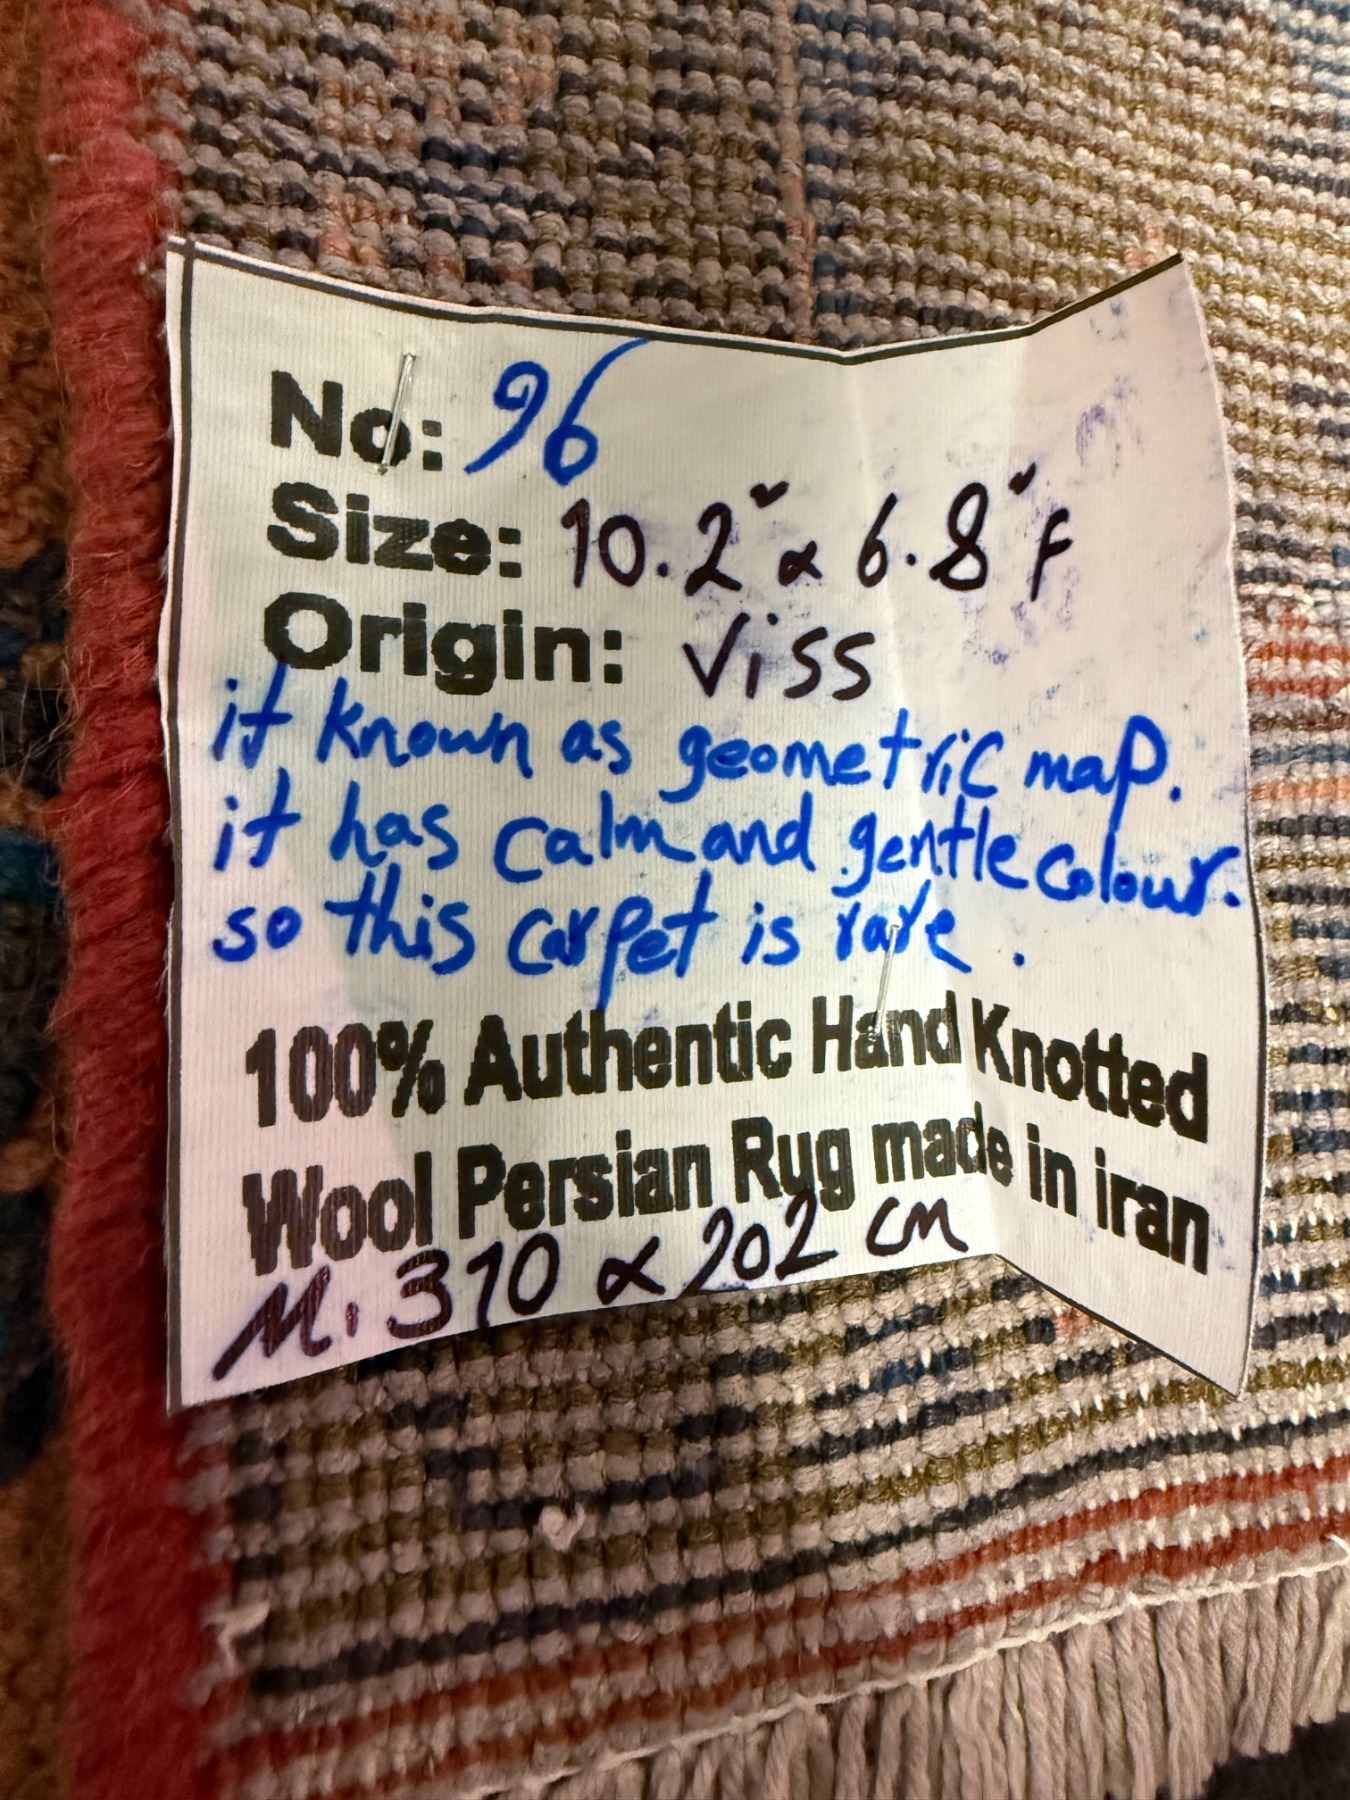 No: 96
Size: 10.2" x 6.8" F
Origin: Viss
it known as geometric map.
it has calm and gentle colour.
so this carpet is rare.
100% Authentic Hand Knotted
Wool Persian Rug made in iran
M. 310 x 202 cm